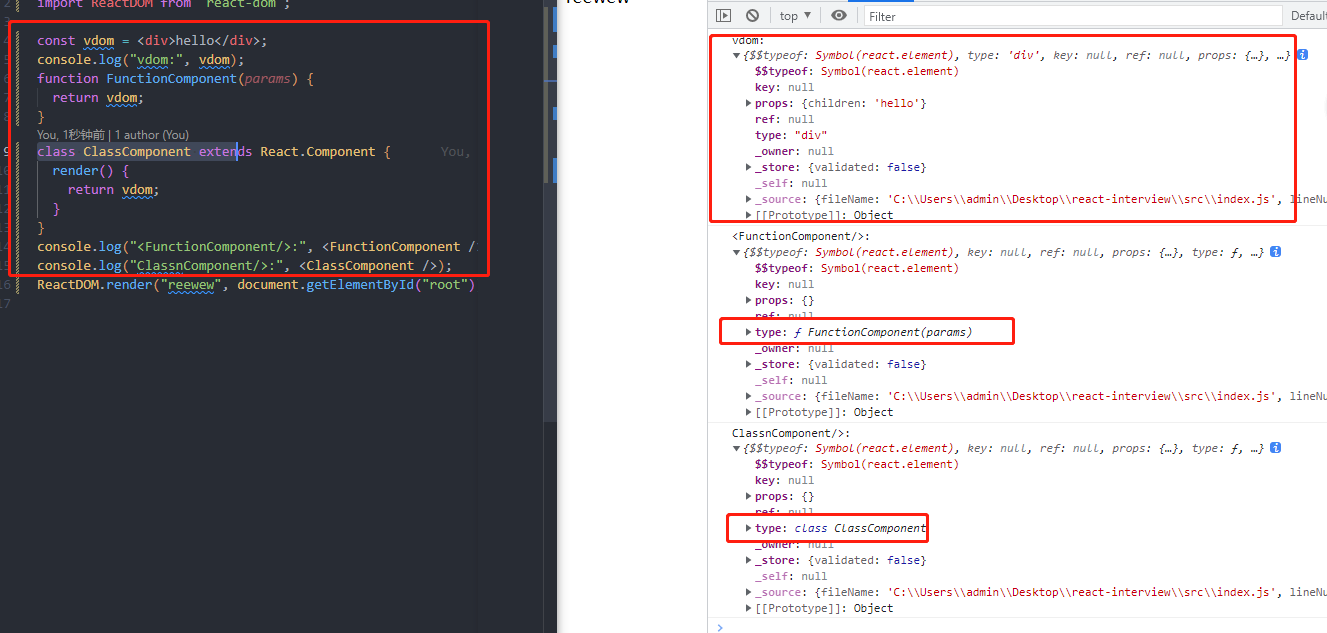 import ReactDOM from "react-dom";
const vdom = <div>hello</div>;
console.log("vdom:", vdom);
function FunctionComponent(params) {
return vdom;
}
You, 1秒钟前 | 1 author (You)
9 class ClassComponent extends React.Component { You,
render() {
return vdom;
}
}
console.log("<FunctionComponent/>:", <FunctionComponent /
console.log("ClassnComponent/>:", <ClassComponent />);
16 ReactDOM.render("reewew", document.getElementById("root")
17
reewew
top ▼ Filter Default
vdom:
▼{$$typeof: Symbol(react.element), type: 'div', key: null, ref: null, props: {…}, …} i
$$typeof: Symbol(react.element)
key: null
▶props: {children: 'hello'}
ref: null
type: "div"
_owner: null
▶_store: {validated: false}
_self: null
▶_source: {fileName: 'C:\\Users\\admin\\Desktop\\react-interview\\src\\index.js', lineNu
▶[[Prototype]]: Object
<FunctionComponent/>:
▼{$$typeof: Symbol(react.element), key: null, ref: null, props: {…}, type: ƒ, …} i
$$typeof: Symbol(react.element)
key: null
▶props: {}
ref: null
▶type: ƒ FunctionComponent(params)
_owner: null
▶_store: {validated: false}
_self: null
▶_source: {fileName: 'C:\\Users\\admin\\Desktop\\react-interview\\src\\index.js', lineNu
▶[[Prototype]]: Object
ClassnComponent/>:
▼{$$typeof: Symbol(react.element), key: null, ref: null, props: {…}, type: ƒ, …} i
$$typeof: Symbol(react.element)
key: null
▶props: {}
ref: null
▶type: class ClassComponent
_owner: null
▶_store: {validated: false}
_self: null
▶_source: {fileName: 'C:\\Users\\admin\\Desktop\\react-interview\\src\\index.js', lineNu
▶[[Prototype]]: Object
>